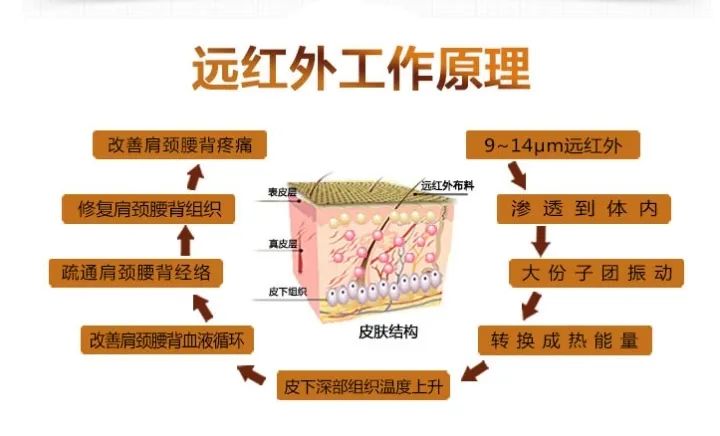 远红外工作原理
改善肩颈腰背疼痛
9~14μm远红外
表皮层
远红外布料
修复肩颈腰背组织
渗透到体内
真皮层
疏通肩颈腰背经络
大份子团振动
皮下组织
皮肤结构
改善肩颈腰背血液循环
转换成热能量
皮下深部组织温度上升